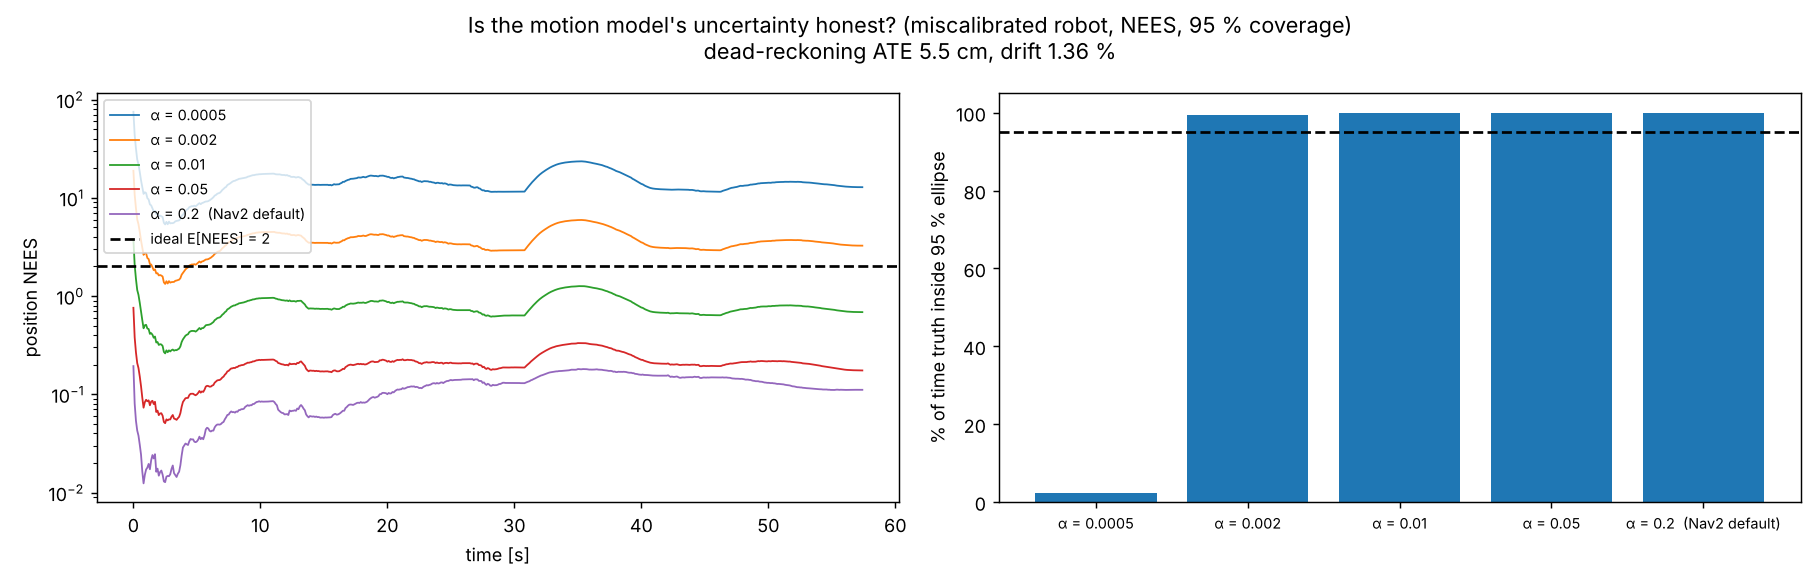 Is the motion model's uncertainty honest? (miscalibrated robot, NEES, 95 % coverage)
dead-reckoning ATE 5.5 cm, drift 1.36 %
position NEES
10²
10¹
10⁰
10⁻¹
10⁻²
α = 0.0005
α = 0.002
α = 0.01
α = 0.05
α = 0.2 (Nav2 default)
ideal E[NEES] = 2
0 10 20 30 40 50 60
time [s]
% of time truth inside 95 % ellipse
100
80
60
40
20
0
α = 0.0005 α = 0.002 α = 0.01 α = 0.05 α = 0.2 (Nav2 default)